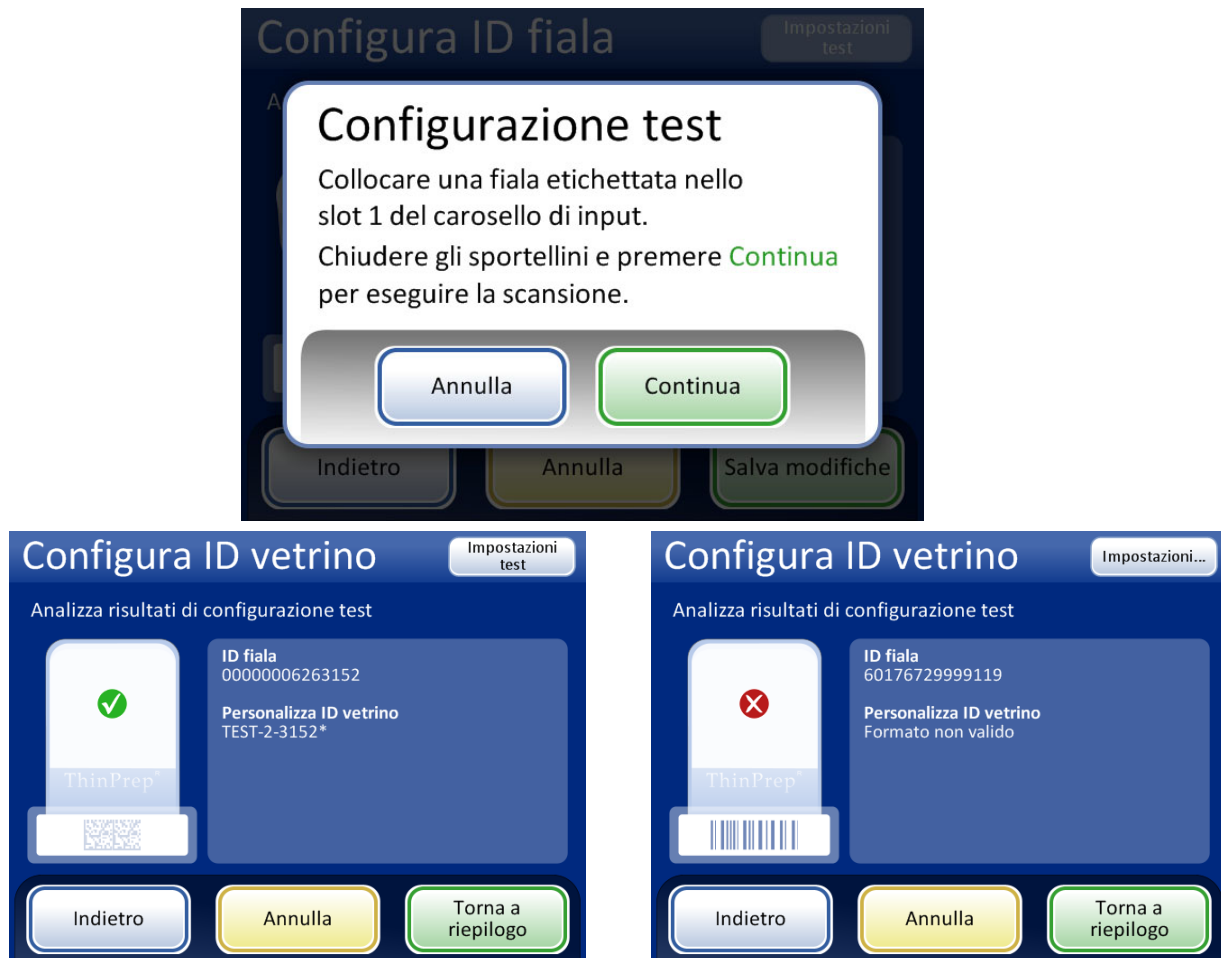 Configura ID fiala
Impostazioni
test
A
Configurazione test
Collocare una fiala etichettata nello
slot 1 del carosello di input.
Chiudere gli sportellini e premere Continua
per eseguire la scansione.
Annulla
Continua
Indietro
Annulla
Salva modifiche
Configura ID vetrino
Impostazioni
test
Analizza risultati di configurazione test
ID fiala
00000006263152
Personalizza ID vetrino
TEST-2-3152*
ThinPrep®
Indietro
Annulla
Torna a
riepilogo
Configura ID vetrino
Impostazioni...
Analizza risultati di configurazione test
ID fiala
60176729999119
Personalizza ID vetrino
Formato non valido
ThinPrep®
Indietro
Annulla
Torna a
riepilogo